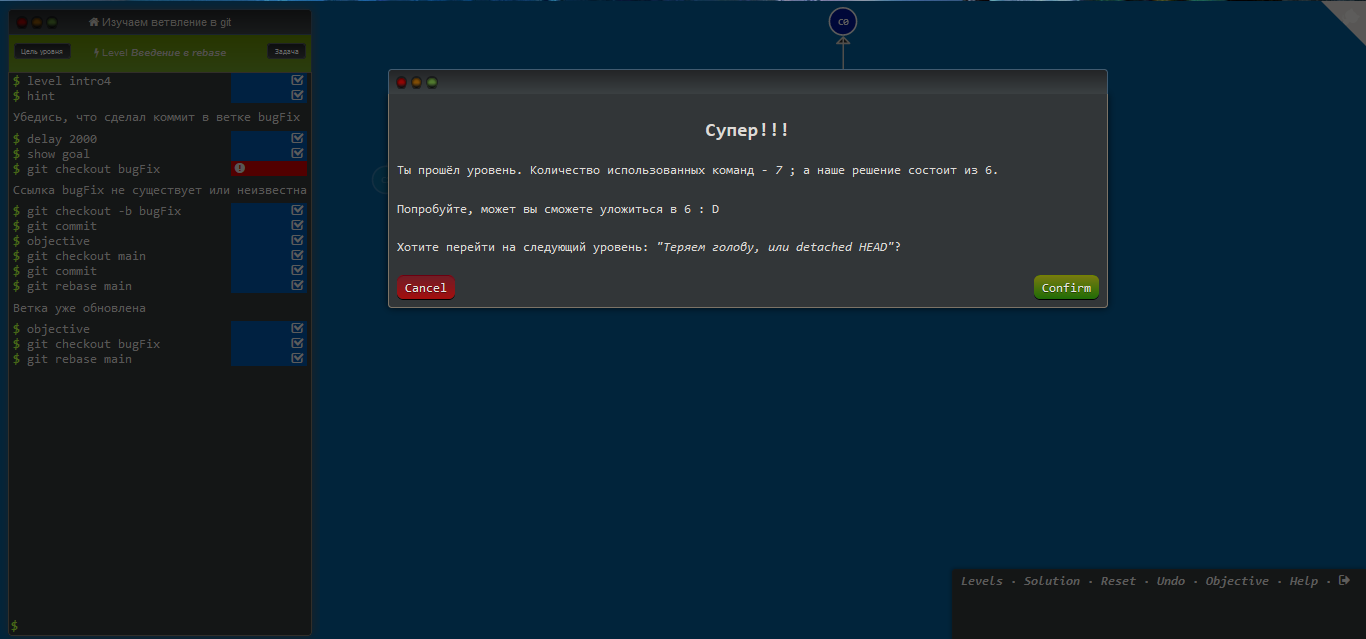 Изучаем ветвление в git
Цель уровня
Level Введение в rebase
Задача
$ level intro4
$ hint
Убедись, что сделал коммит в ветке bugFix
$ delay 2000
$ show goal
$ git checkout bugFix
Ссылка bugFix не существует или неизвестна
$ git checkout -b bugFix
$ git commit
$ objective
$ git checkout main
$ git commit
$ git rebase main
Ветка уже обновлена
$ objective
$ git checkout bugFix
$ git rebase main
$
C0
Супер!!!
Ты прошёл уровень. Количество использованных команд - 7 ; а наше решение состоит из 6.
Попробуйте, может вы сможете уложиться в 6 : D
Хотите перейти на следующий уровень: "Теряем голову, или detached HEAD"?
Cancel
Confirm
Levels · Solution · Reset · Undo · Objective · Help ·